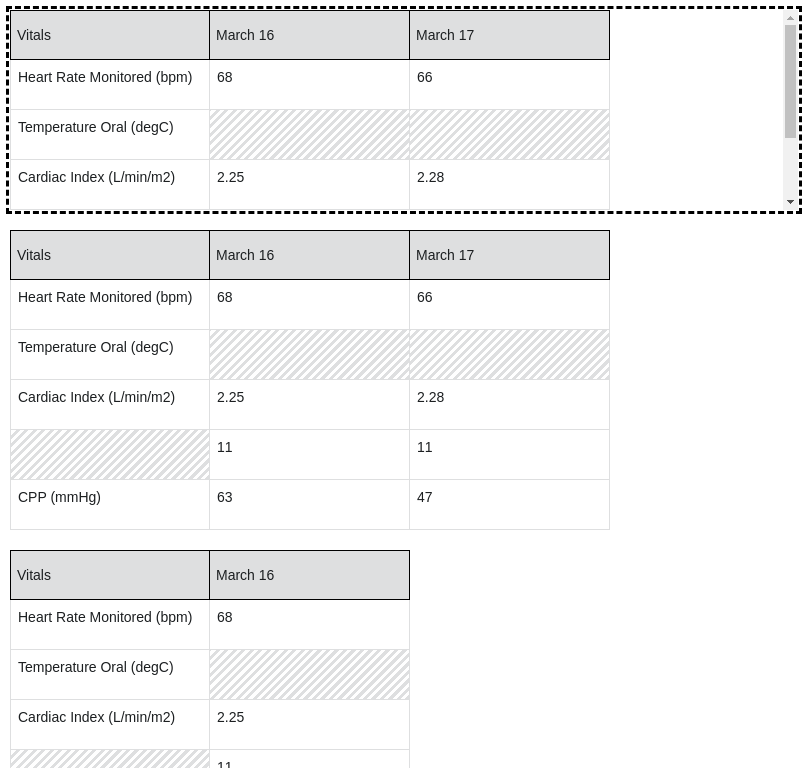 Vitals March 16 March 17
Heart Rate Monitored (bpm) 68 66
Temperature Oral (degC)
Cardiac Index (L/min/m2) 2.25 2.28
Vitals March 16 March 17
Heart Rate Monitored (bpm) 68 66
Temperature Oral (degC)
Cardiac Index (L/min/m2) 2.25 2.28
11 11
CPP (mmHg) 63 47
Vitals March 16
Heart Rate Monitored (bpm) 68
Temperature Oral (degC)
Cardiac Index (L/min/m2) 2.25
11